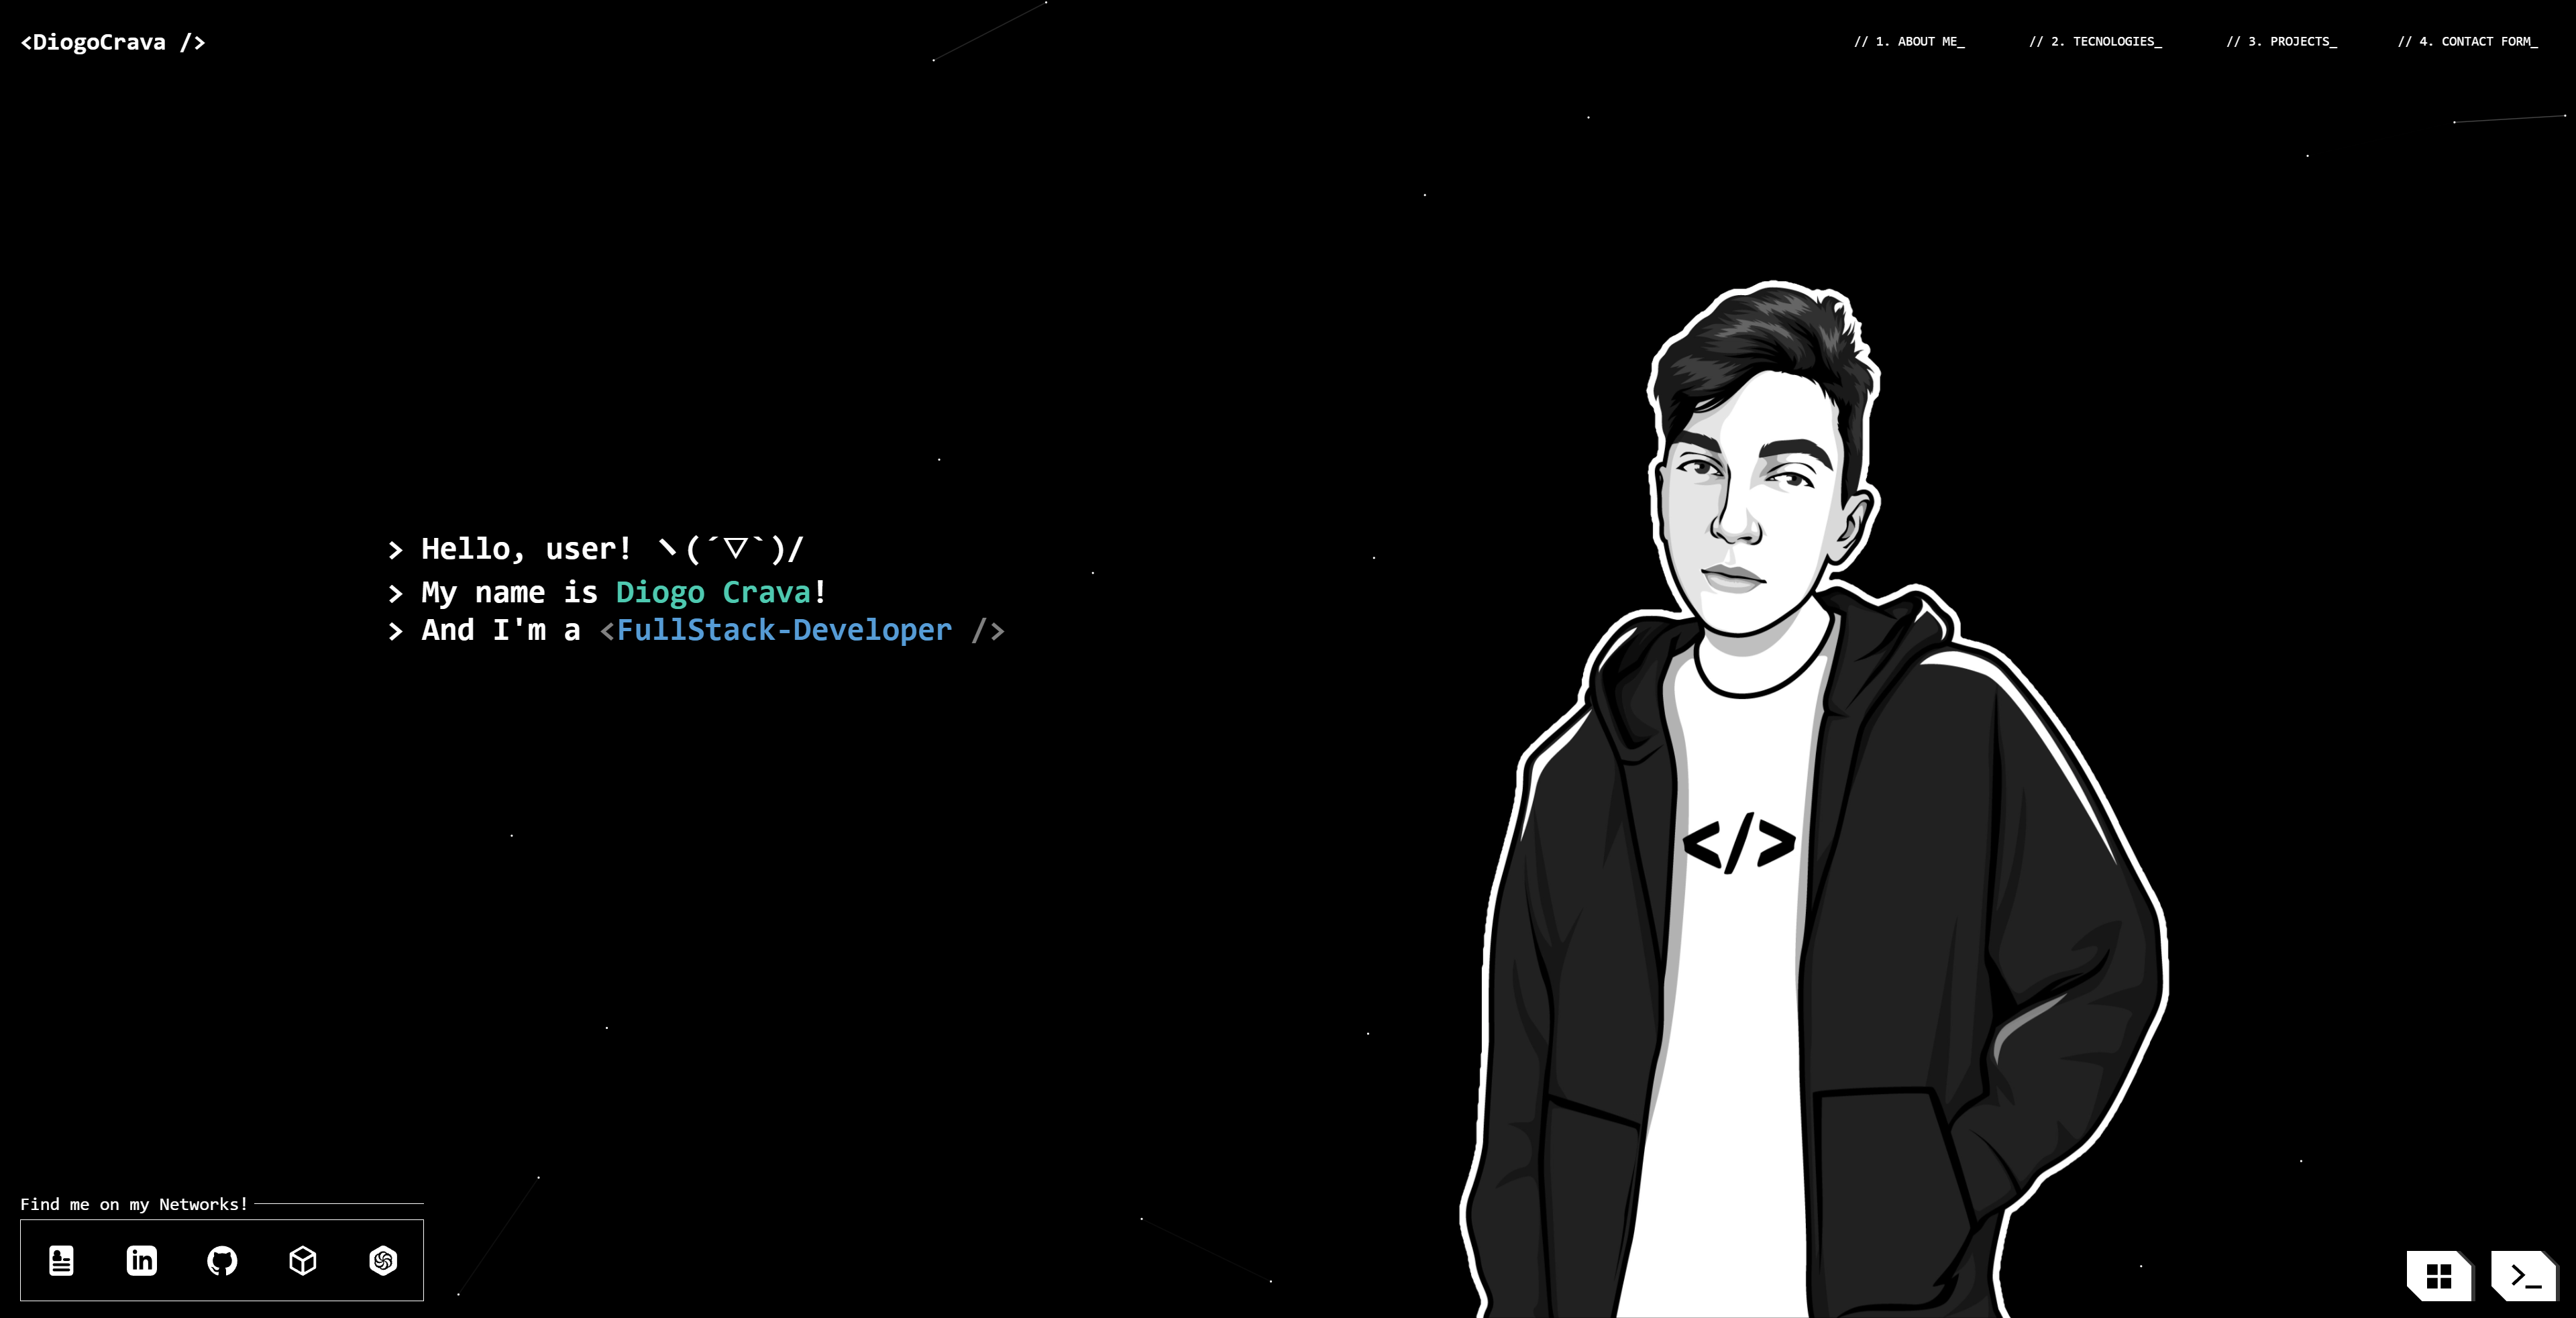 <DiogoCrava />
// 1. ABOUT ME_
// 2. TECNOLOGIES_
// 3. PROJECTS_
// 4. CONTACT FORM_
> Hello, user! ヽ(´▽`)/
> My name is Diogo Crava!
> And I'm a <FullStack-Developer />
</>
Find me on my Networks!
in
>_